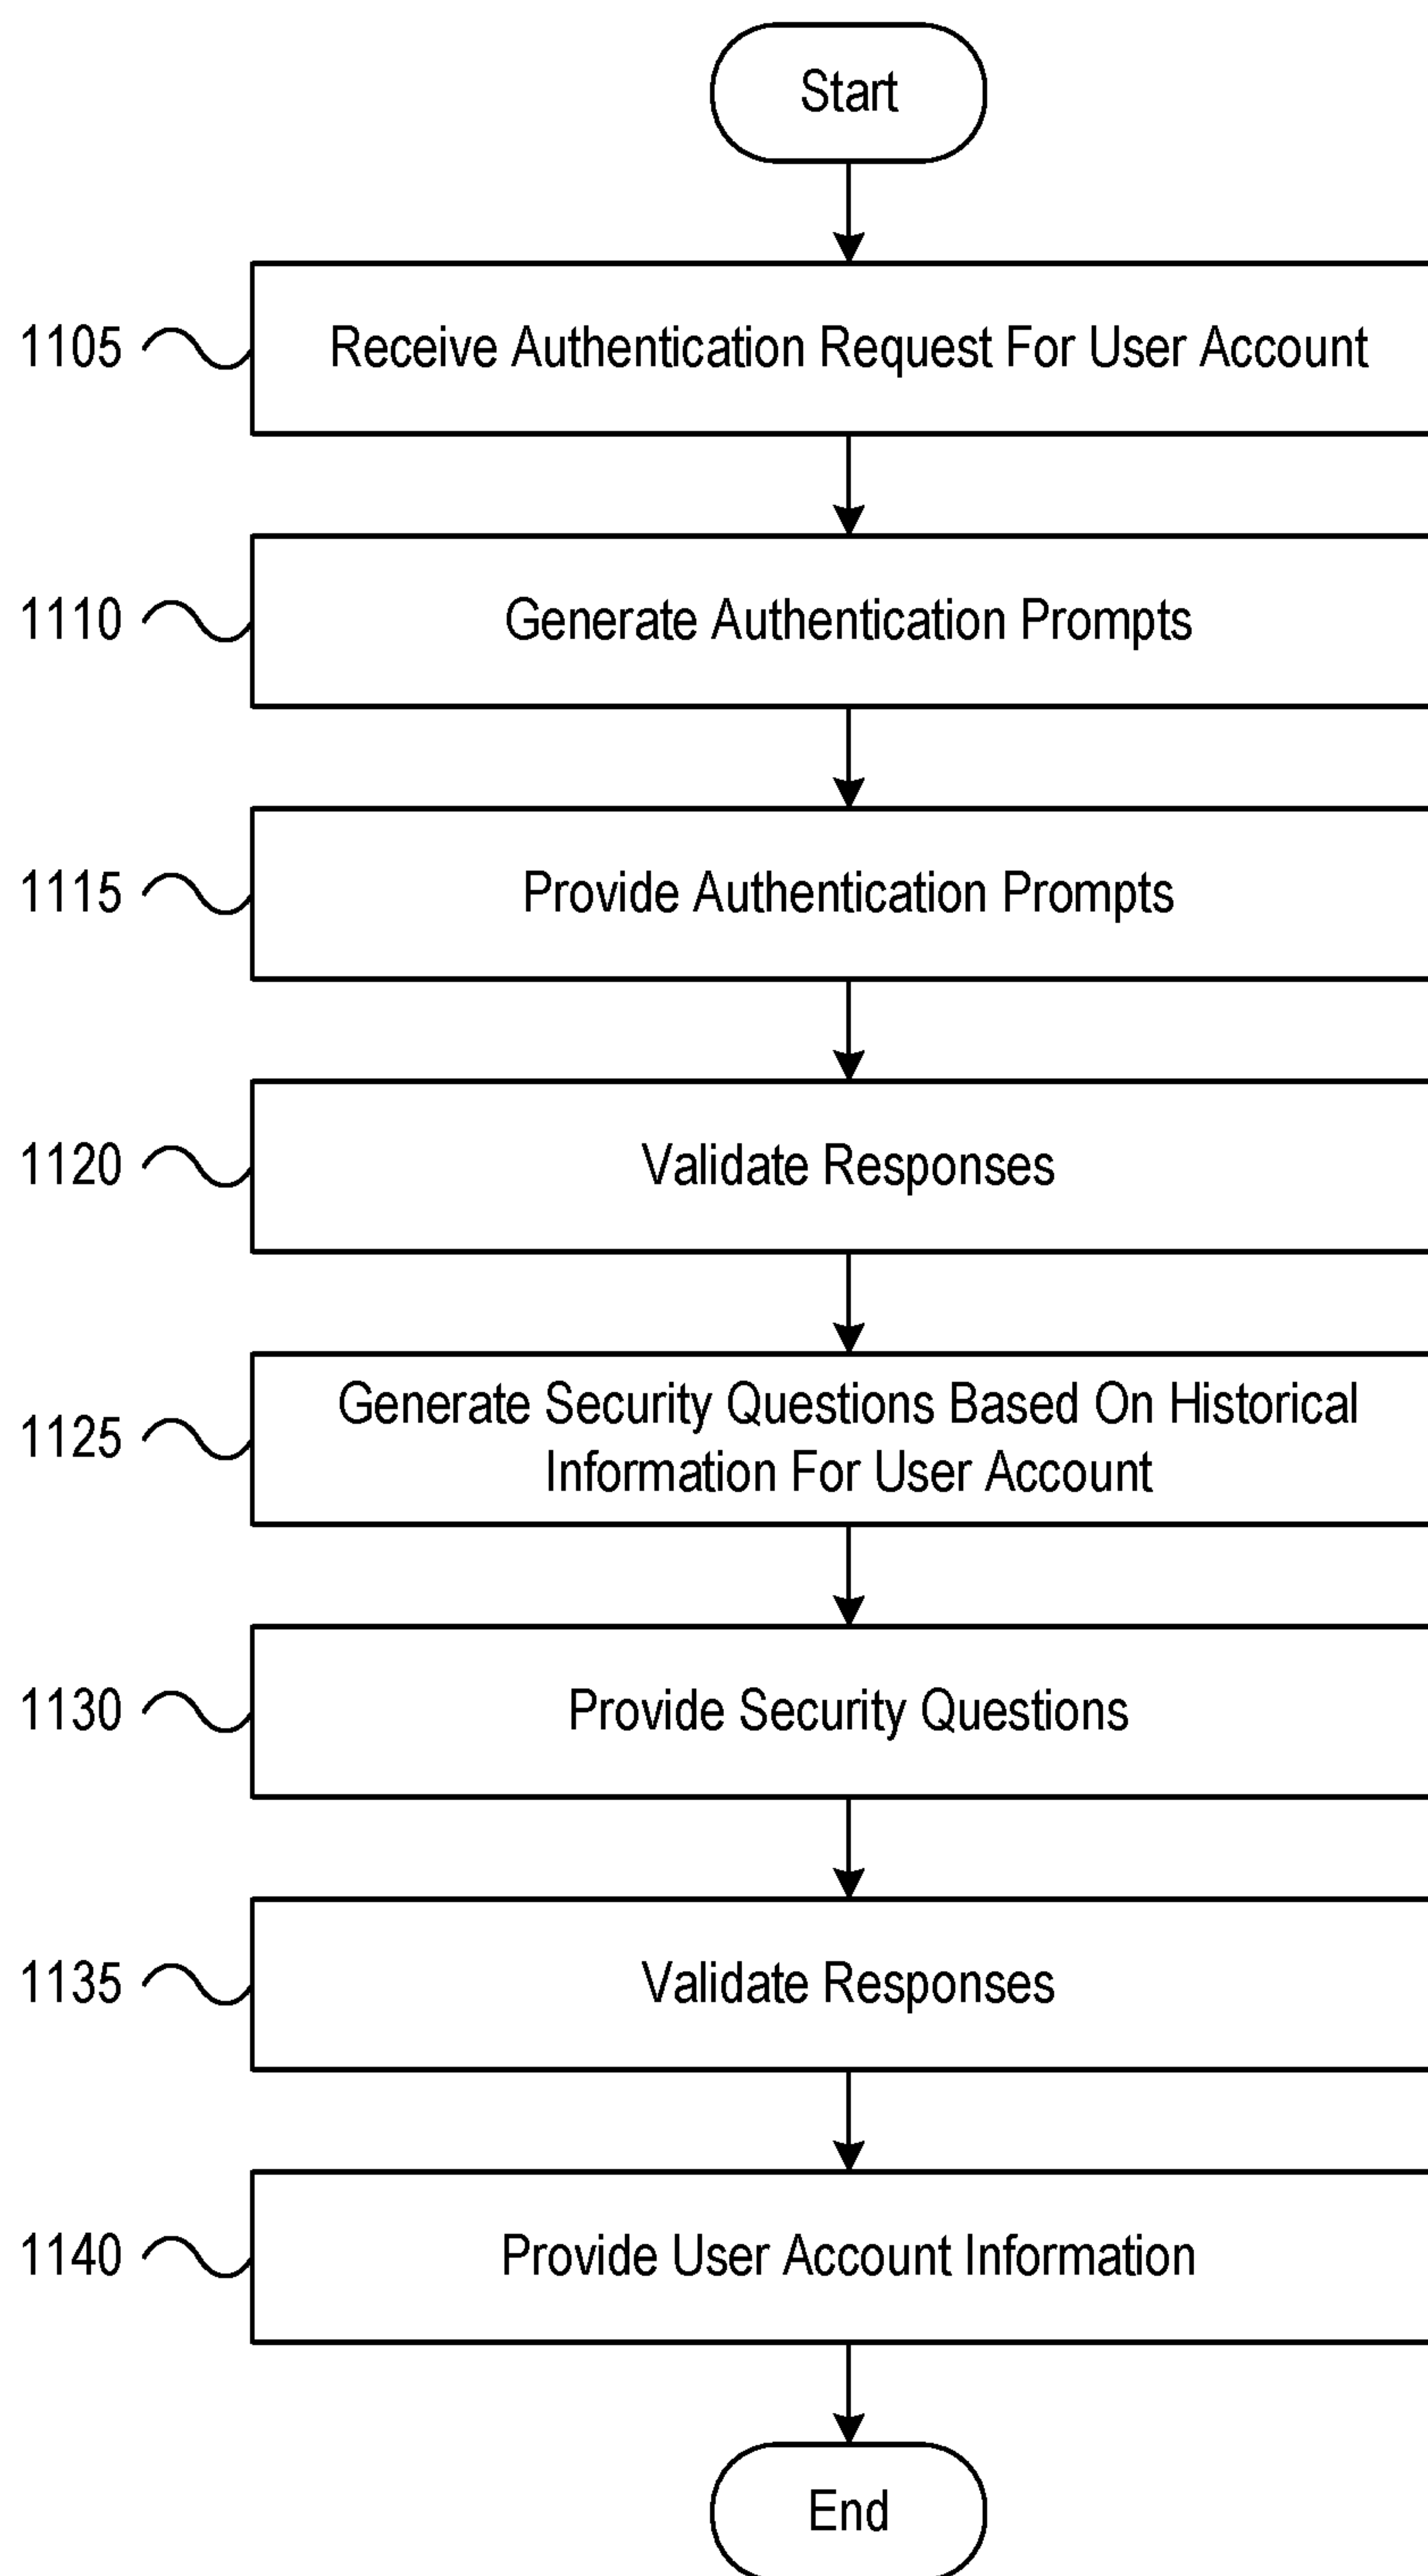 Start
1105 Receive Authentication Request For User Account
1110 Generate Authentication Prompts
1115 Provide Authentication Prompts
1120 Validate Responses
1125 Generate Security Questions Based On Historical
Information For User Account
1130 Provide Security Questions
1135 Validate Responses
1140 Provide User Account Information
End